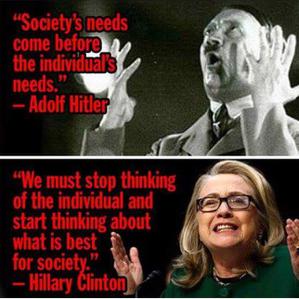 “Society’s needs
come before
the individual’s
needs.”
— Adolf Hitler
“We must stop thinking
of the individual and
start thinking about
what is best
for society.”
— Hillary Clinton